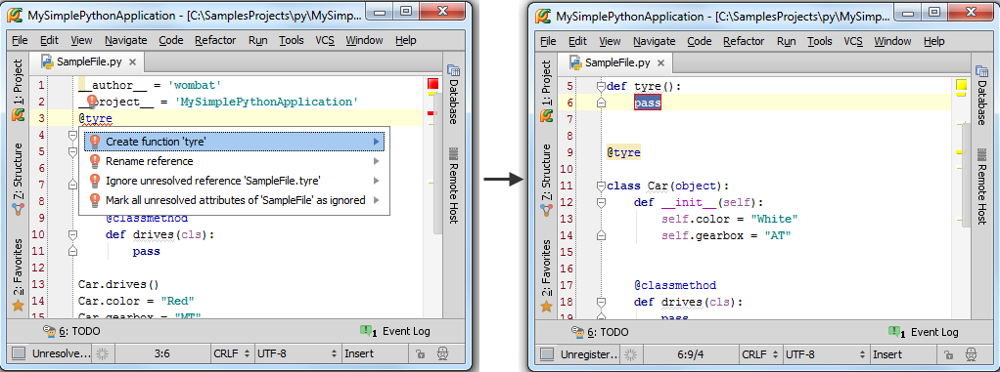 MySimplePythonApplication - [C:\SamplesProjects\py\MySimp...
File Edit View Navigate Code Refactor Run Tools VCS Window Help
SampleFile.py
1: Project
7: Structure
2: Favorites
1 __author__ = 'wombat'
2 __project__ = 'MySimplePythonApplication'
3 @tyre
4
5
6
7
8
Create function 'tyre'
Rename reference
Ignore unresolved reference 'SampleFile.tyre'
Mark all unresolved attributes of 'SampleFile' as ignored
9 @classmethod
10 def drives(cls):
11 pass
12
13 Car.drives()
14 Car.color = "Red"
15 Car.gearbox = "MT"
Database
Remote Host
6: TODO
1 Event Log
Unresolve... 3:6 CRLF UTF-8 Insert
MySimplePythonApplication - [C:\SamplesProjects\py\MySim...
File Edit View Navigate Code Refactor Run Tools VCS Window Help
SampleFile.py
1: Project
7: Structure
2: Favorites
5 def tyre():
6 pass
7
8
9 @tyre
10
11 class Car(object):
12 def __init__(self):
13 self.color = "White"
14 self.gearbox = "AT"
15
16
17 @classmethod
18 def drives(cls):
19 pass
Database
Remote Host
6: TODO
1 Event Log
Unregister... 6:9/4 CRLF UTF-8 Insert